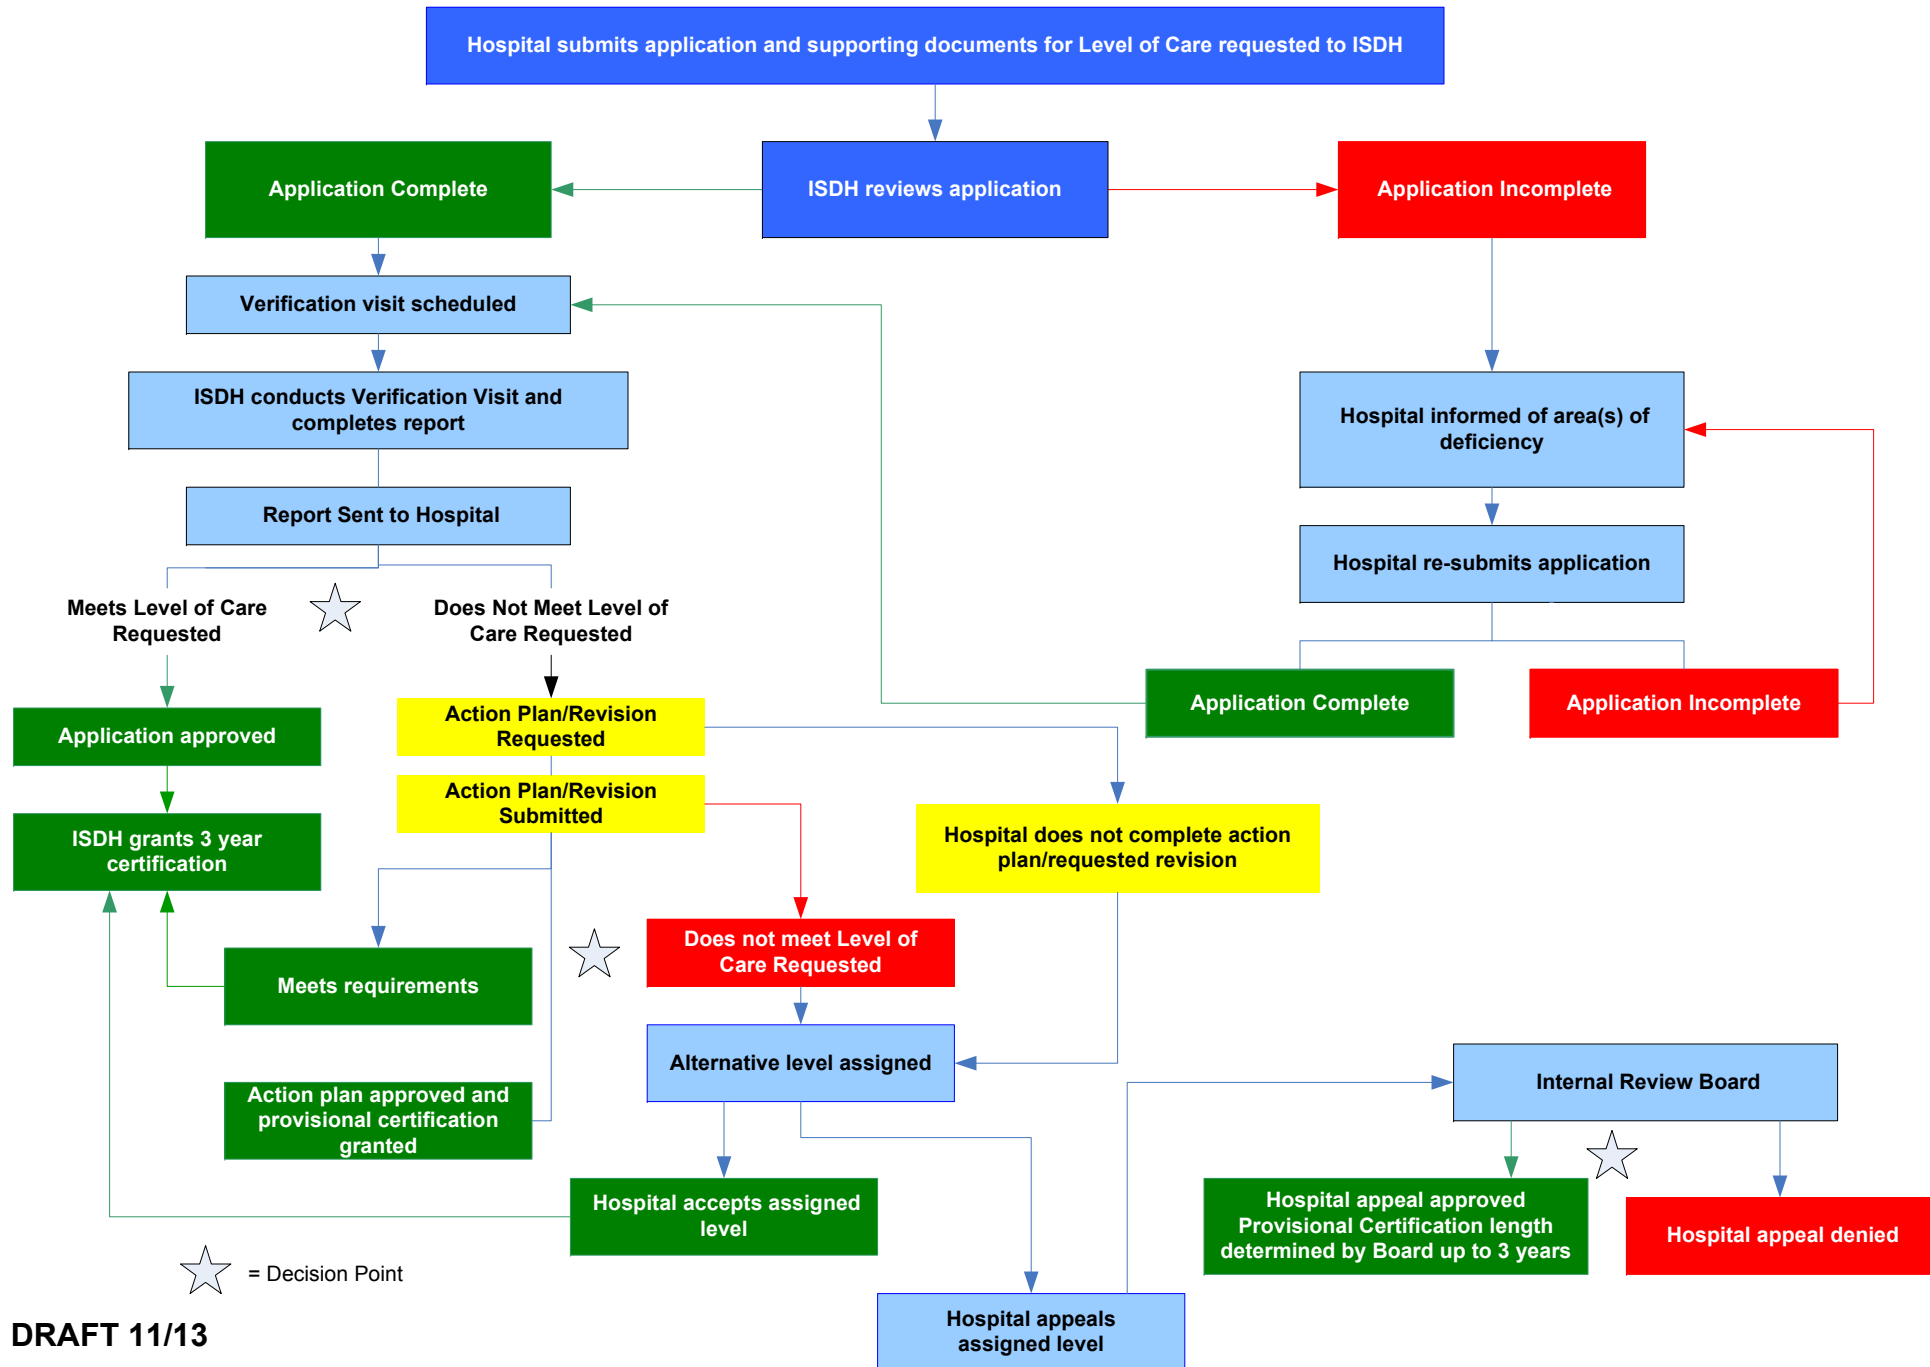 Hospital submits application and supporting documents for Level of Care requested to ISDH
Application Complete
ISDH reviews application
Application Incomplete
Verification visit scheduled
ISDH conducts Verification Visit and
completes report
Hospital informed of area(s) of
deficiency
Report Sent to Hospital
Hospital re-submits application
Meets Level of Care
Requested
Does Not Meet Level of
Care Requested
Application Complete
Application Incomplete
Application approved
Action Plan/Revision
Requested
Action Plan/Revision
Submitted
ISDH grants 3 year
certification
Hospital does not complete action
plan/requested revision
Does not meet Level of
Care Requested
Meets requirements
Alternative level assigned
Internal Review Board
Action plan approved and
provisional certification
granted
Hospital accepts assigned
level
Hospital appeal approved
Provisional Certification length
determined by Board up to 3 years
Hospital appeal denied
= Decision Point
Hospital appeals
assigned level
DRAFT 11/13